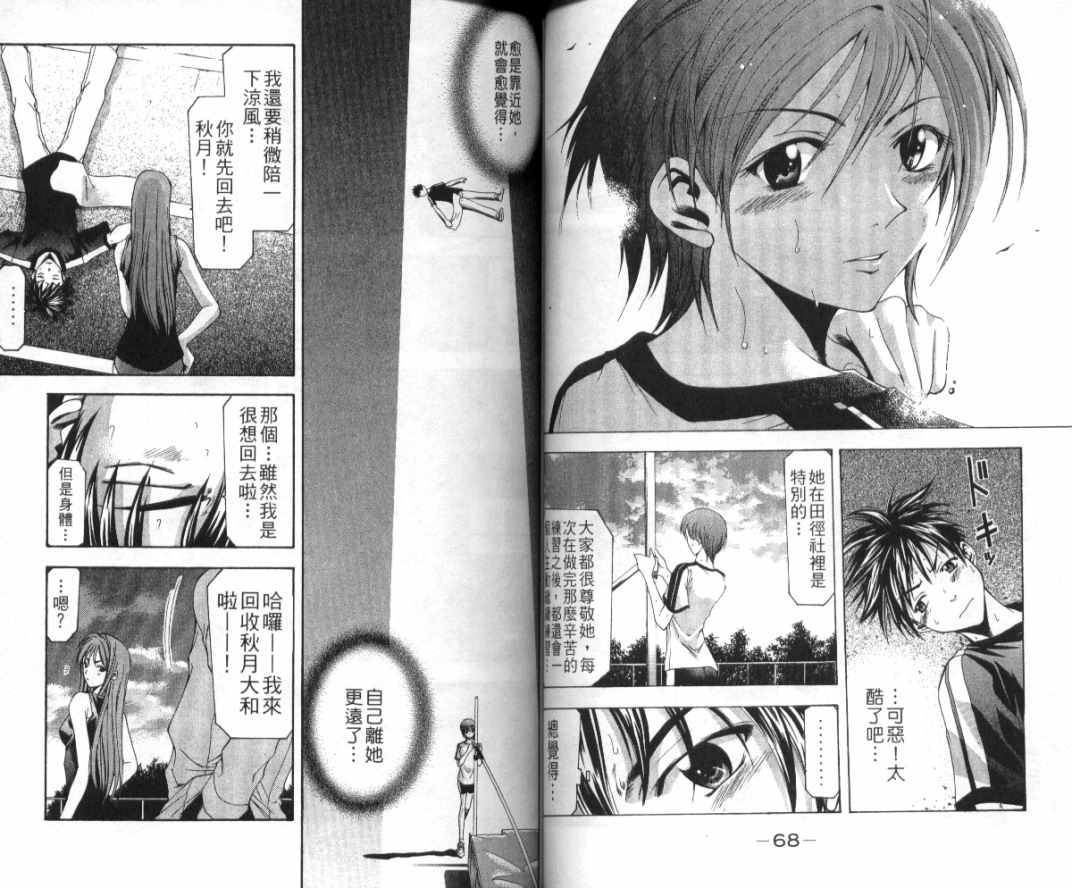 ドキッ
…可惡！太
酷了吧…
她在田徑社裡是
特別的…
大家都很尊敬她，每
次在做完那麼辛苦的
練習之後，都還會一
………
總覺得…
愈是靠近她，
就會愈覺得…
自己離她
更遠了…
我還要稍微陪一
下涼風…
你就先回去吧！
秋月！
……
那個…雖然我是
很想回去啦…
但是身體…
哈囉——我來
回收秋月大和
啦———！
…嗯？
—68—